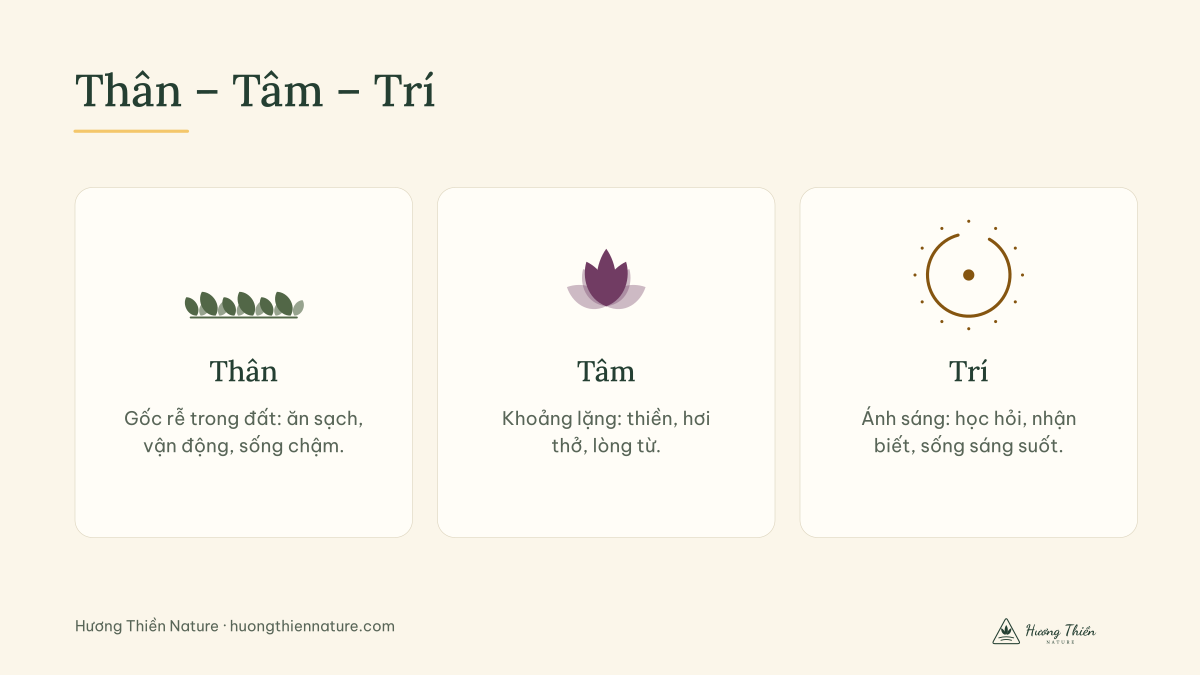 Thân – Tâm – Trí
Thân
Gốc rễ trong đất: ăn sạch,
vận động, sống chậm.
Tâm
Khoảng lặng: thiền, hơi
thở, lòng từ.
Trí
Ánh sáng: học hỏi, nhận
biết, sống sáng suốt.
Hương Thiền Nature · huongthiennature.com
Hương Thiền
NATURE